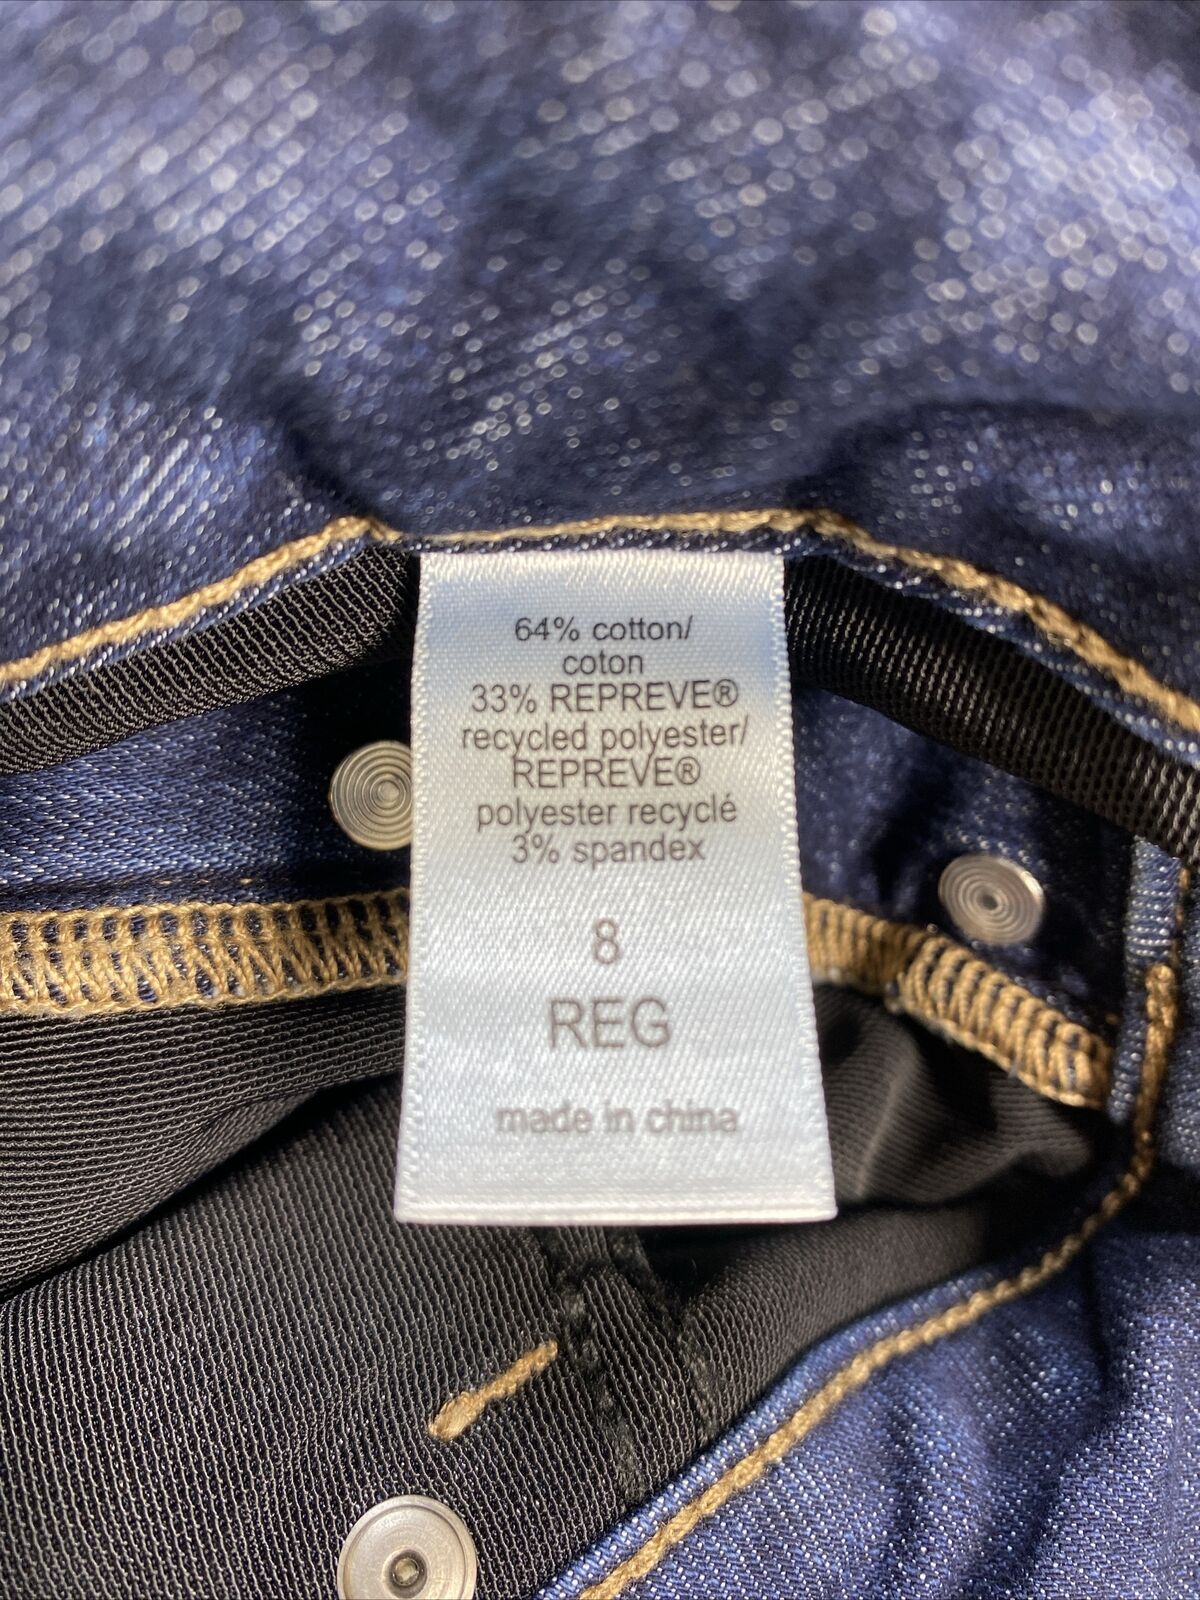 64% cotton/
coton
33% REPREVE®
recycled polyester/
REPREVE®
polyester recyclé
3% spandex
8
REG
made in china